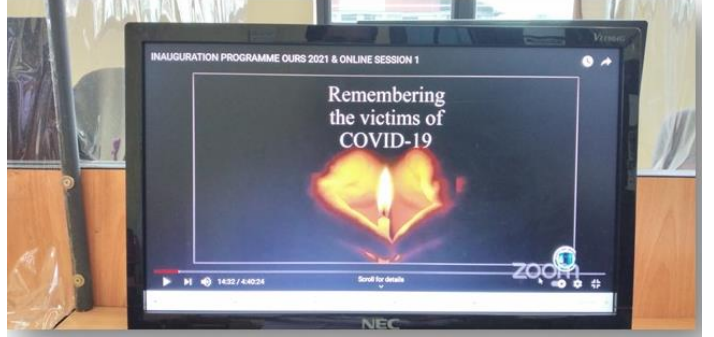 INAUGURATION PROGRAMME OURS 2021 & ONLINE SESSION 1
Remembering
the victims of
COVID-19
zoom
14:32 / 4:40:24
Scroll for details
NEC